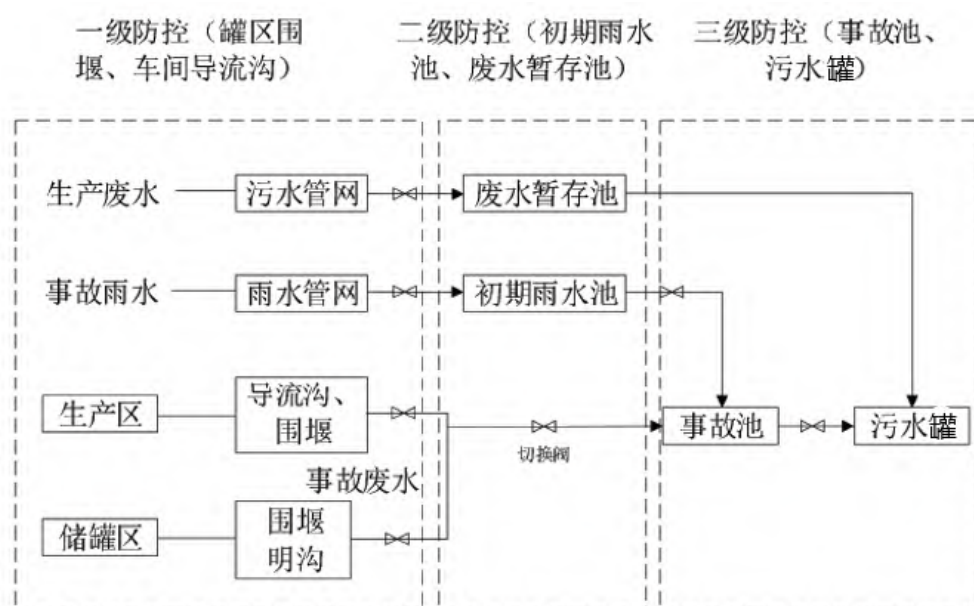 一级防控（罐区围
堰、车间导流沟）
二级防控（初期雨水
池、废水暂存池）
三级防控（事故池、
污水罐）
生产废水
污水管网
废水暂存池
事故雨水
雨水管网
初期雨水池
生产区
导流沟、
围堰
切换阀
事故池
污水罐
事故废水
储罐区
围堰
明沟